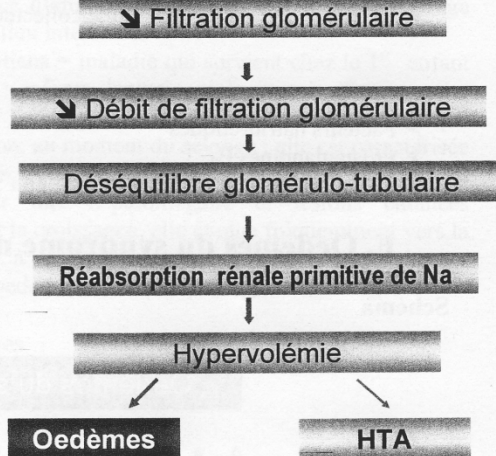 ↘ Filtration glomérulaire
↘ Débit de filtration glomérulaire
Déséquilibre glomérulo-tubulaire
Réabsorption rénale primitive de Na
Hypervolémie
Oedèmes
HTA